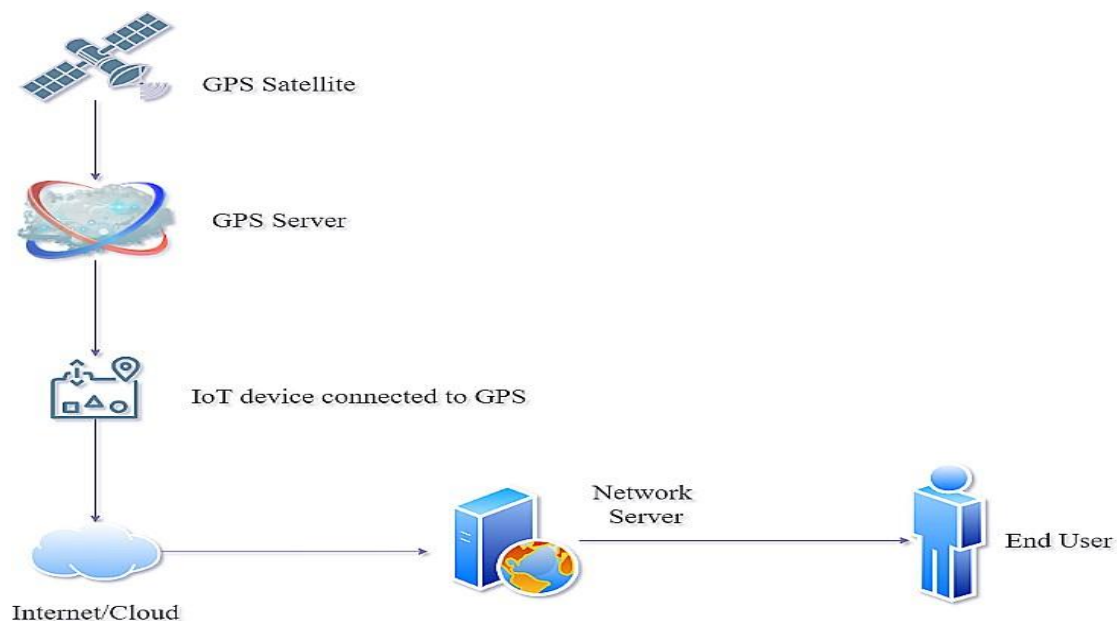 GPS Satellite
GPS Server
IoT device connected to GPS
Network
Server
End User
Internet/Cloud